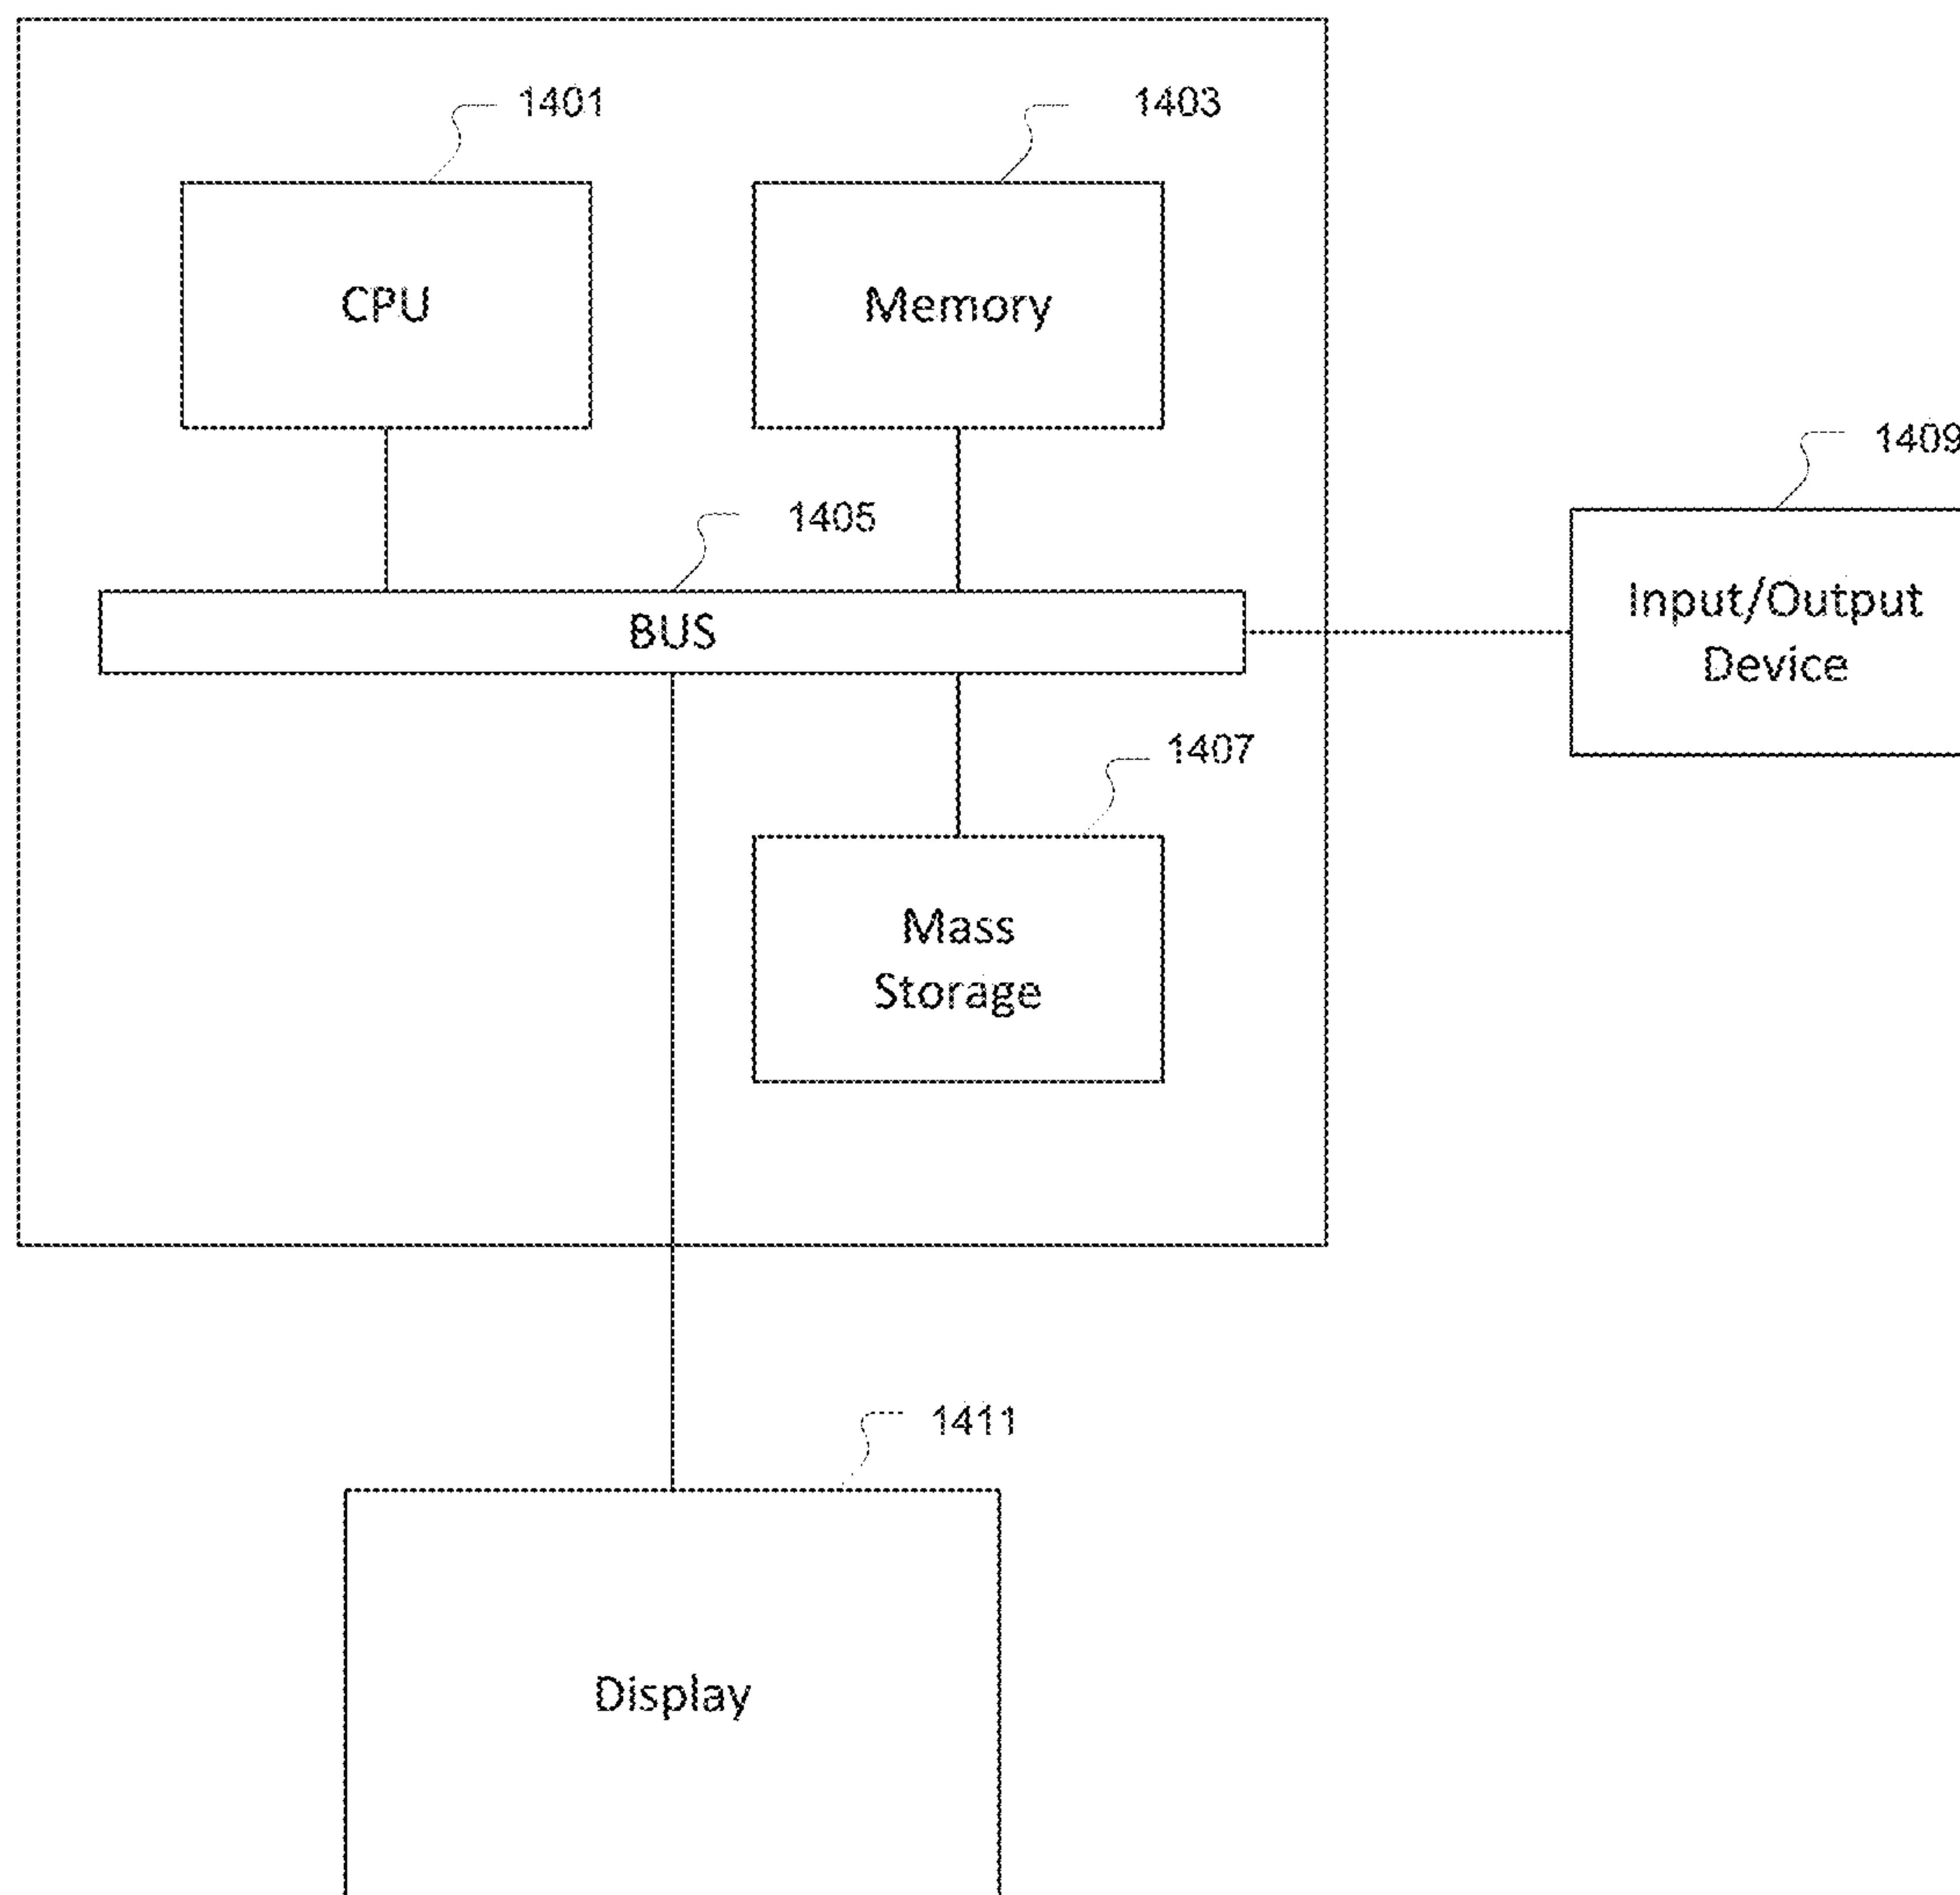 1401
1403
CPU
Memory
1409
1405
Input/Output
Device
BUS
1407
Mass
Storage
1411
Display